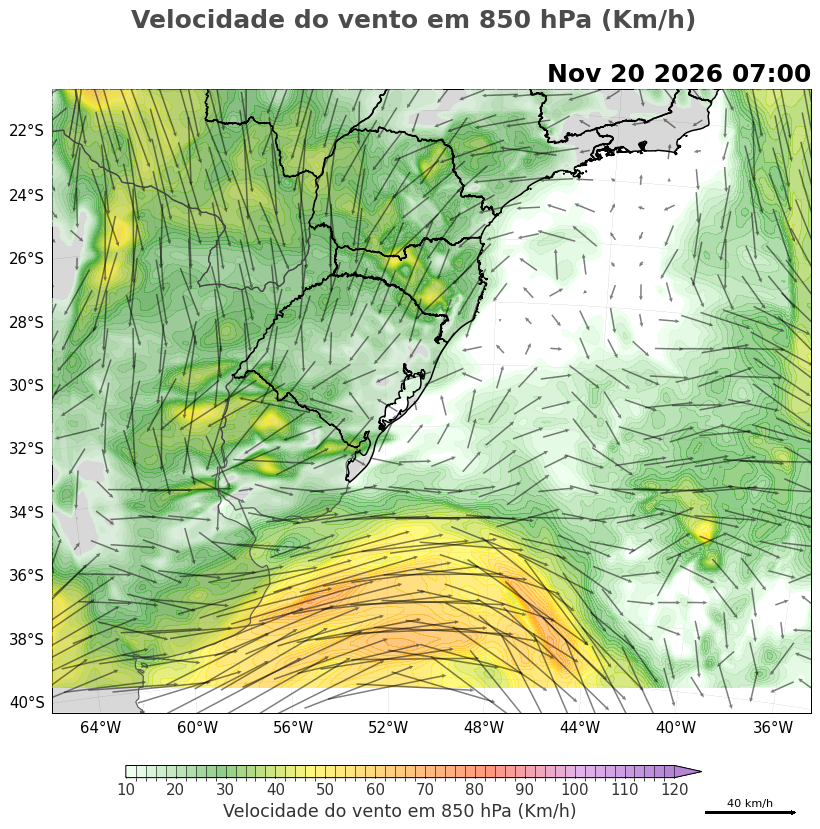 Velocidade do vento em 850 hPa (Km/h)
Nov 20 2026 07:00
22°S
24°S
26°S
28°S
30°S
32°S
34°S
36°S
38°S
40°S
64°W 60°W 56°W 52°W 48°W 44°W 40°W 36°W
10 20 30 40 50 60 70 80 90 100 110 120
Velocidade do vento em 850 hPa (Km/h)
40 km/h